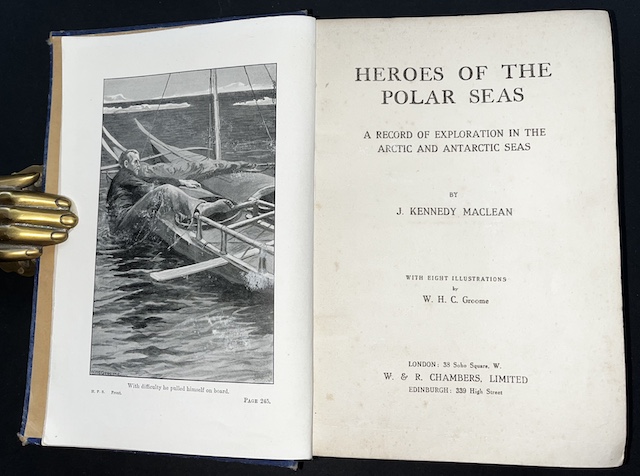 With difficulty he pulled himself on board.
H. P. S. Front.
PAGE 245.
HEROES OF THE
POLAR SEAS
A RECORD OF EXPLORATION IN THE
ARCTIC AND ANTARCTIC SEAS
BY
J. KENNEDY MACLEAN
WITH EIGHT ILLUSTRATIONS
by
W. H. C. Groome
LONDON: 38 Soho Square, W.
W. & R. CHAMBERS, LIMITED
EDINBURGH: 339 High Street